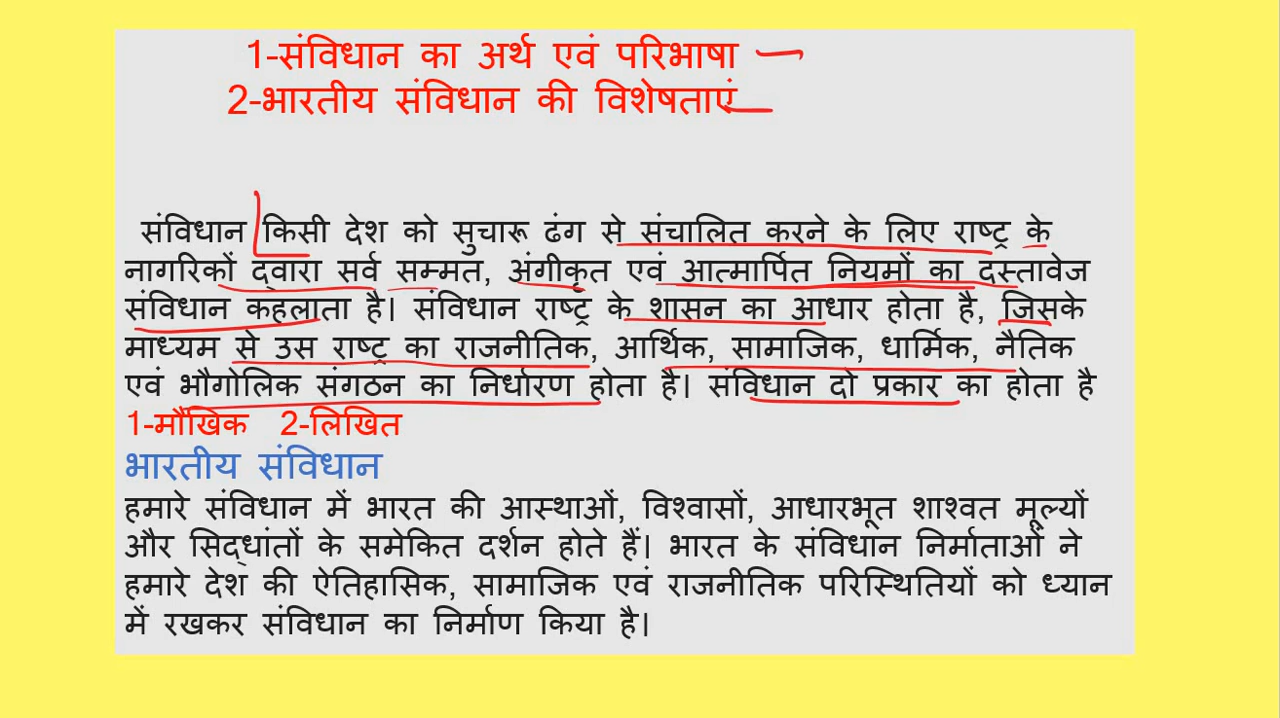 1-संविधान का अर्थ एवं परिभाषा
2-भारतीय संविधान की विशेषताएं
संविधान किसी देश को सुचारू ढंग से संचालित करने के लिए राष्ट्र के
नागरिकों द्वारा सर्व सम्मत, अंगीकृत एवं आत्मार्पित नियमों का दस्तावेज
संविधान कहलाता है। संविधान राष्ट्र के शासन का आधार होता है, जिसके
माध्यम से उस राष्ट्र का राजनीतिक, आर्थिक, सामाजिक, धार्मिक, नैतिक
एवं भौगोलिक संगठन का निर्धारण होता है। संविधान दो प्रकार का होता है
1-मौखिक 2-लिखित
भारतीय संविधान
हमारे संविधान में भारत की आस्थाओं, विश्वासों, आधारभूत शाश्वत मूल्यों
और सिद्धांतों के समेकित दर्शन होते हैं। भारत के संविधान निर्माताओं ने
हमारे देश की ऐतिहासिक, सामाजिक एवं राजनीतिक परिस्थितियों को ध्यान
में रखकर संविधान का निर्माण किया है।